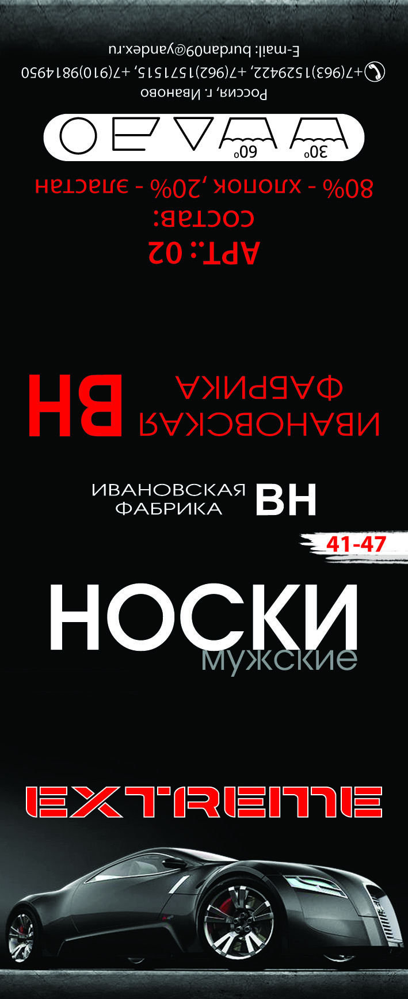 ИВАНОВСКАЯ
ФАБРИКА
ВН
41-47
НОСКИ
мужские
EXTREME
ИВАНОВСКАЯ
ФАБРИКА
ВН
АРТ.: 02
состав:
80% - хлопок ,20% - эластан
30° 60°
Россия, г. Иваново
+7(963)1529422, +7(962)1571515, +7(910)9814950
E-mail: burdan09@yandex.ru